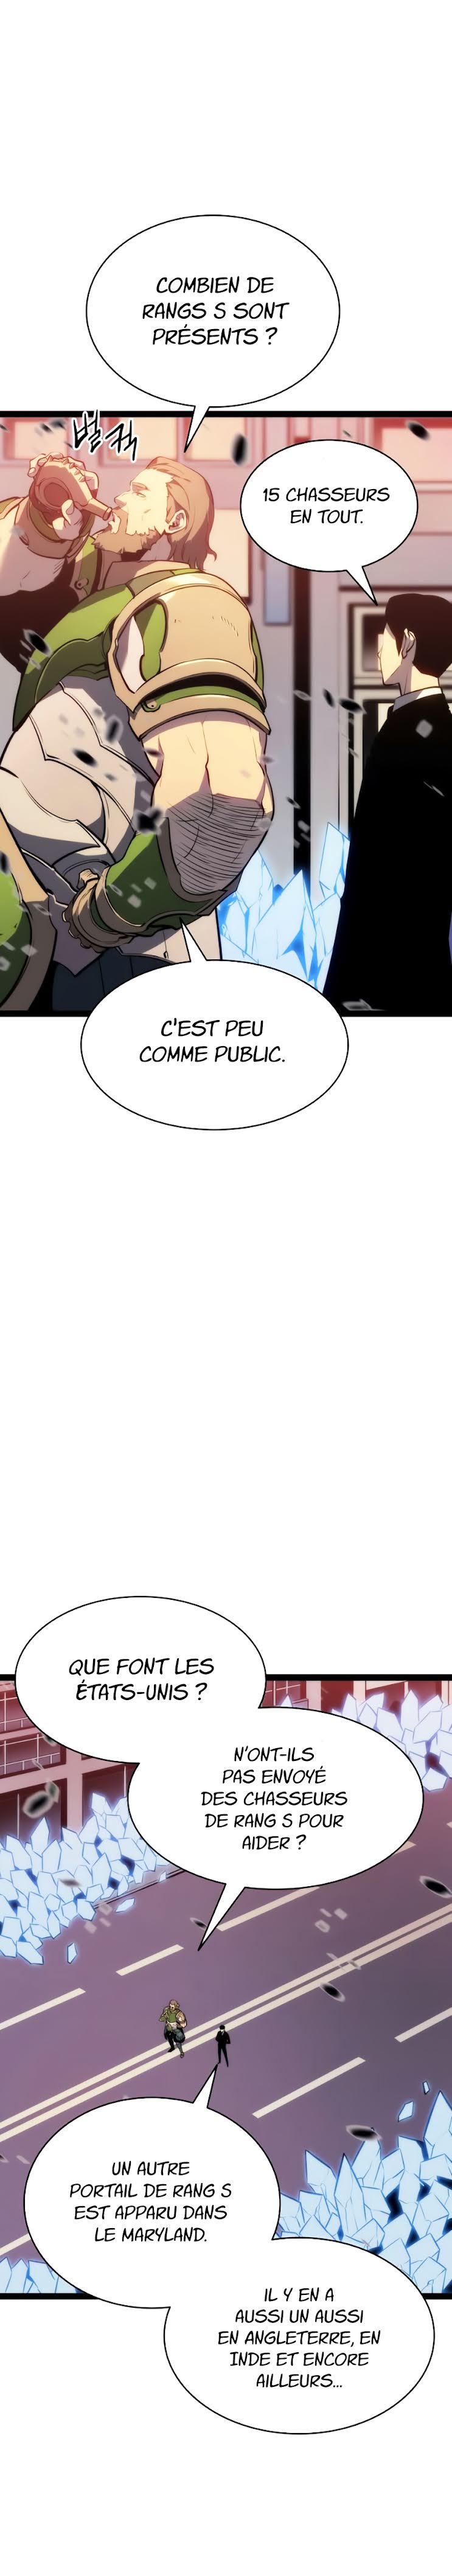 COMBIEN DE
RANGS S SONT
PRÉSENTS ?
15 CHASSEURS
EN TOUT.
C'EST PEU
COMME PUBLIC.
QUE FONT LES
ÉTATS-UNIS ?
N'ONT-ILS
PAS ENVOYÉ
DES CHASSEURS
DE RANG S POUR
AIDER ?
UN AUTRE
PORTAIL DE RANG S
EST APPARU DANS
LE MARYLAND.
IL Y EN A
AUSSI UN AUSSI
EN ANGLETERRE, EN
INDE ET ENCORE
AILLEURS...